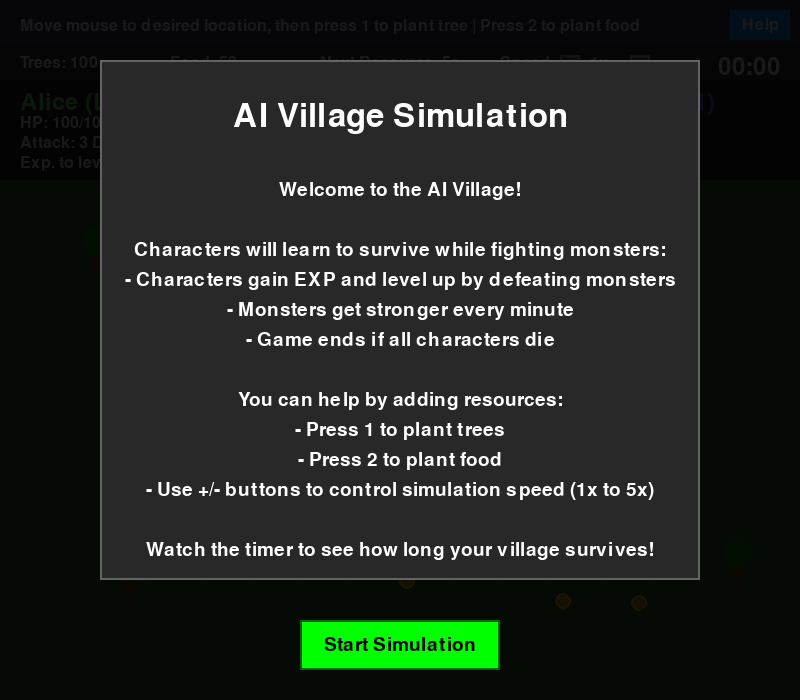 Move mouse to desired location, then press 1 to plant tree | Press 2 to plant food
Help
Trees: 100
00:00
Alice (L
HP: 100/10
Attack: 3 D
Exp. to lev
AI Village Simulation
Welcome to the AI Village!
Characters will learn to survive while fighting monsters:
- Characters gain EXP and level up by defeating monsters
- Monsters get stronger every minute
- Game ends if all characters die
You can help by adding resources:
- Press 1 to plant trees
- Press 2 to plant food
- Use +/- buttons to control simulation speed (1x to 5x)
Watch the timer to see how long your village survives!
Start Simulation